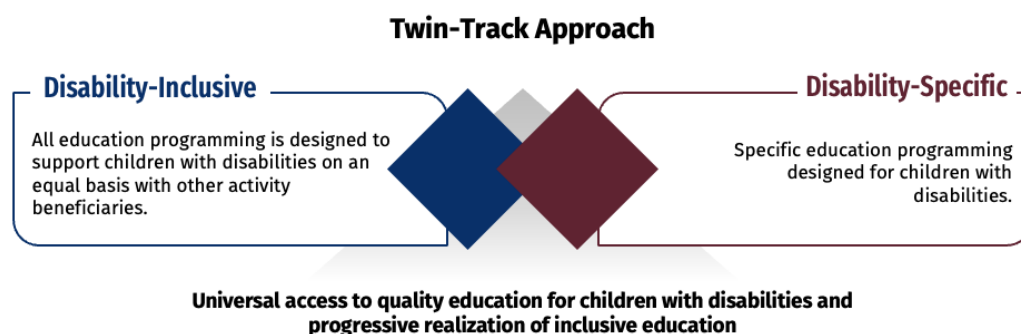 Twin-Track Approach
Disability-Inclusive
All education programming is designed to
support children with disabilities on an
equal basis with other activity
beneficiaries.
Disability-Specific
Specific education programming
designed for children with
disabilities.
Universal access to quality education for children with disabilities and
progressive realization of inclusive education